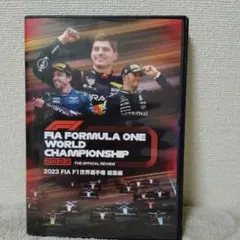 FIA FORMULA ONE
WORLD
CHAMPIONSHIP
THE OFFICIAL REVIEW
2023 FIA F1世界選手権 総集編